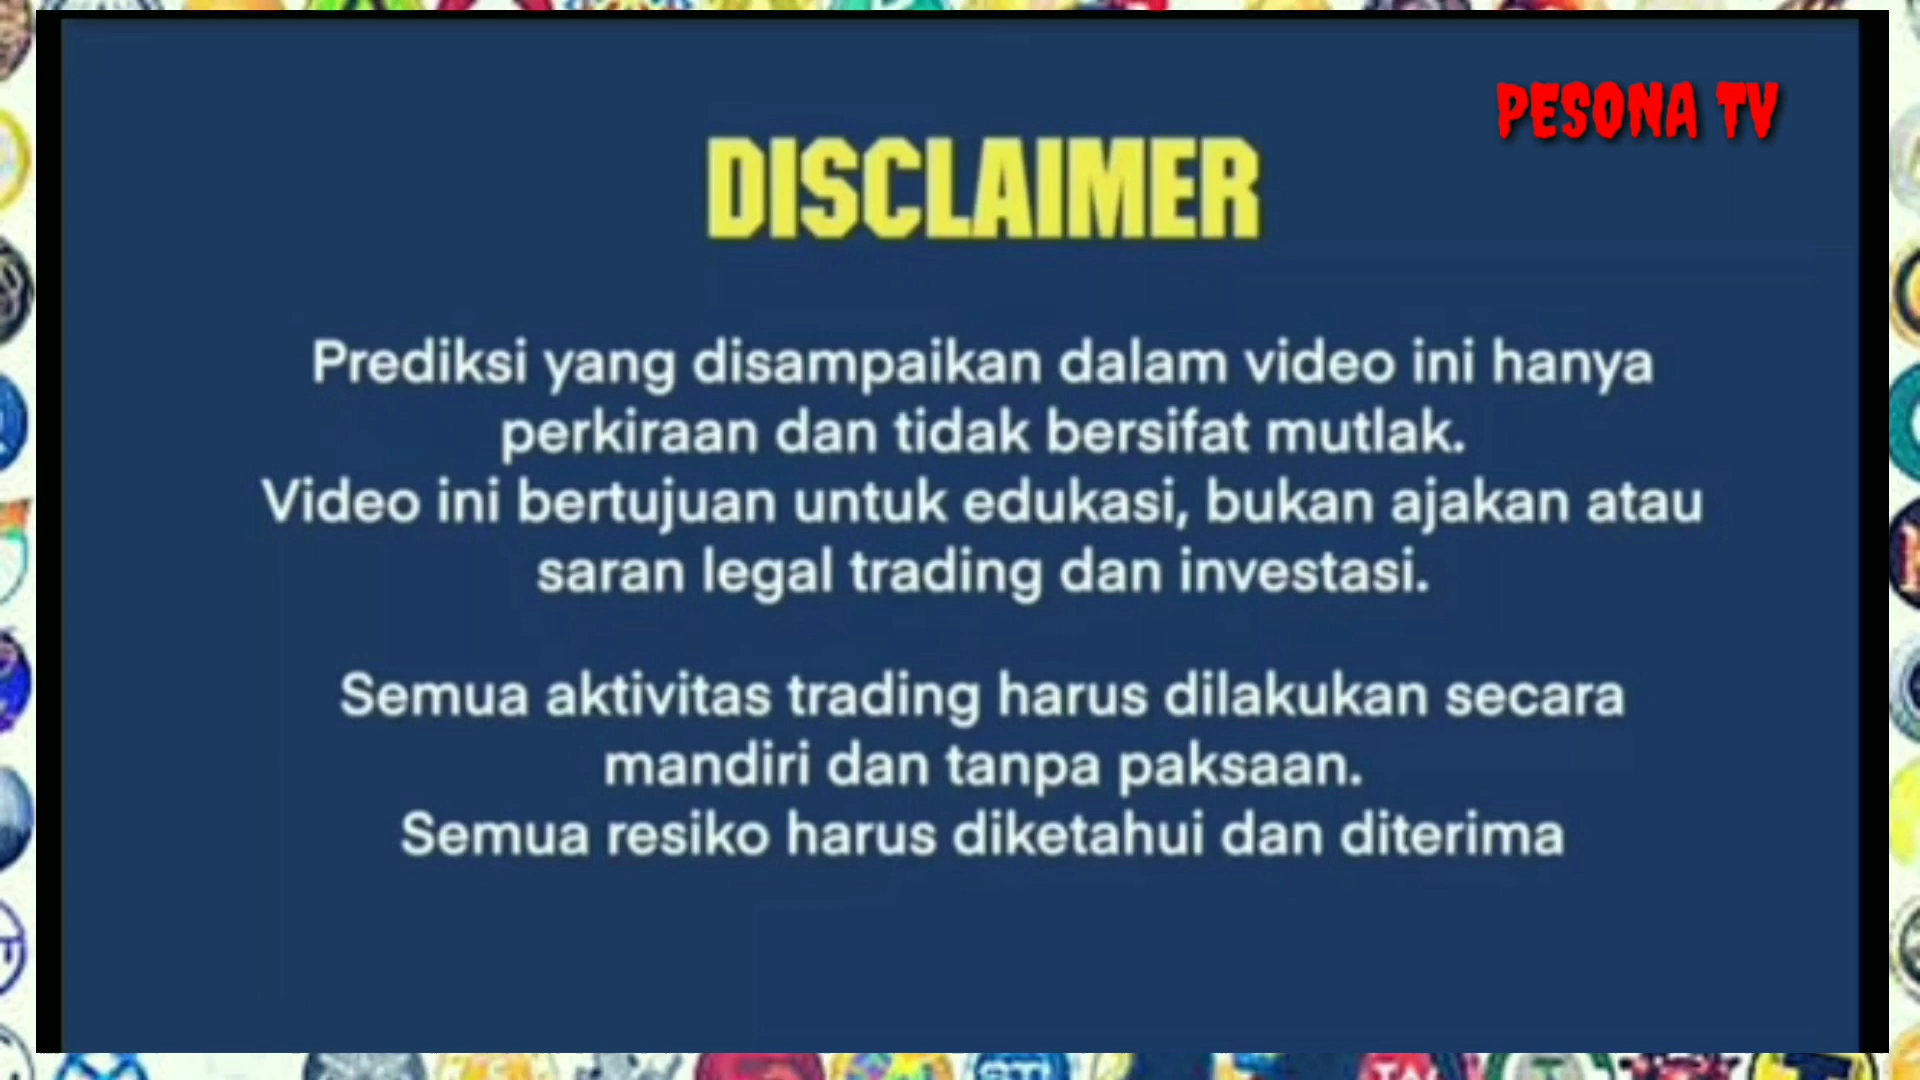 PESONA TV
DISCLAIMER
Prediksi yang disampaikan dalam video ini hanya
perkiraan dan tidak bersifat mutlak.
Video ini bertujuan untuk edukasi, bukan ajakan atau
saran legal trading dan investasi.
Semua aktivitas trading harus dilakukan secara
mandiri dan tanpa paksaan.
Semua resiko harus diketahui dan diterima